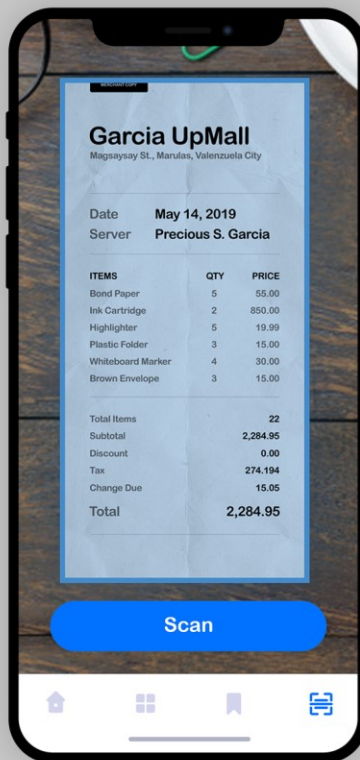 MERCHANT COPY
Garcia UpMall
Magsaysay St., Marulas, Valenzuela City
Date May 14, 2019
Server Precious S. Garcia
ITEMS QTY PRICE
Bond Paper 5 55.00
Ink Cartridge 2 850.00
Highlighter 5 19.99
Plastic Folder 3 15.00
Whiteboard Marker 4 30.00
Brown Envelope 3 15.00
Total Items 22
Subtotal 2,284.95
Discount 0.00
Tax 274.194
Change Due 15.05
Total 2,284.95
Scan